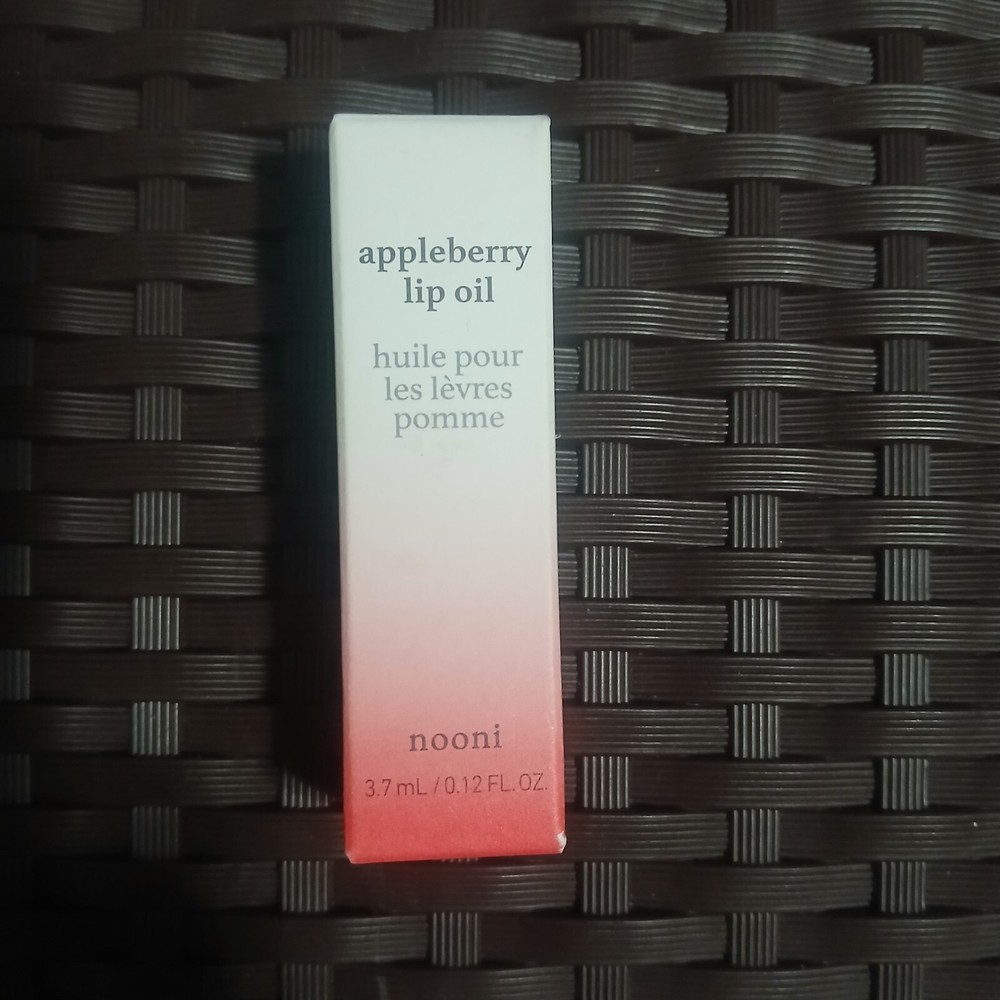 appleberry
lip oil
huile pour
les lèvres
pomme
nooni
3.7 mL / 0.12 FL. OZ.